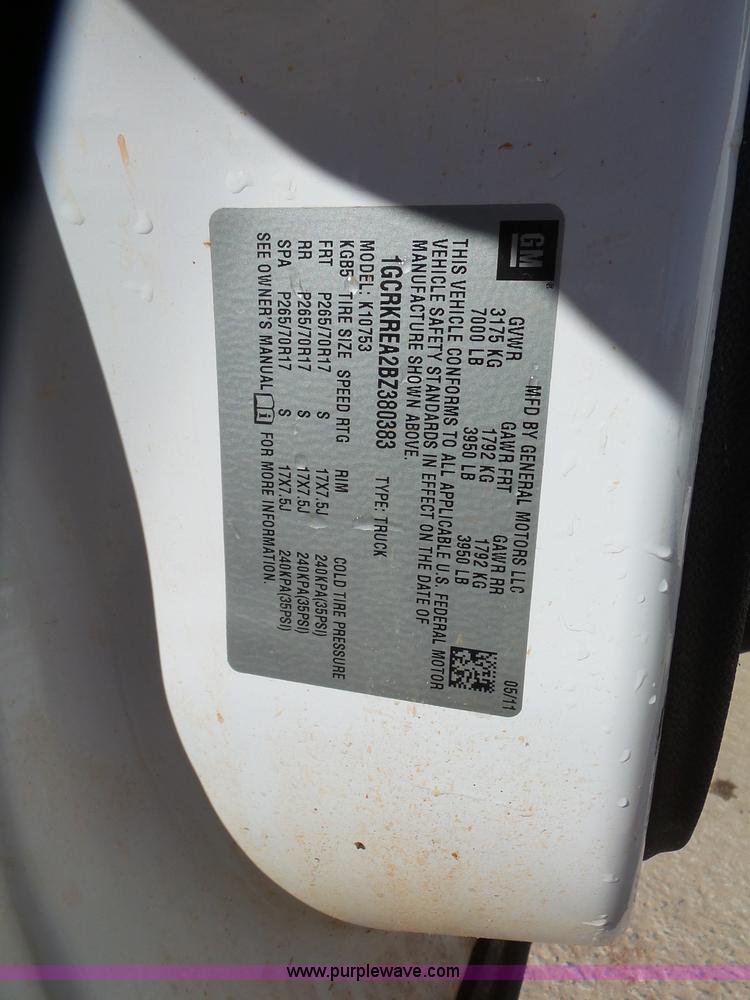 GM ®
MFD BY GENERAL MOTORS LLC 05/11
GVWR GAWR FRT GAWR RR
3175 KG 1792 KG 1792 KG
7000 LB 3950 LB 3950 LB
THIS VEHICLE CONFORMS TO ALL APPLICABLE U.S. FEDERAL MOTOR
VEHICLE SAFETY STANDARDS IN EFFECT ON THE DATE OF
MANUFACTURE SHOWN ABOVE.
1GCRKREA2BZ380383 TYPE: TRUCK
MODEL: K10753
KGB5 TIRE SIZE SPEED RTG RIM COLD TIRE PRESSURE
FRT P265/70R17 S 17X7.5J 240KPA(35PSI)
RR P265/70R17 S 17X7.5J 240KPA(35PSI)
SPA P265/70R17 S 17X7.5J 240KPA(35PSI)
SEE OWNER'S MANUAL FOR MORE INFORMATION.
www.purplewave.com